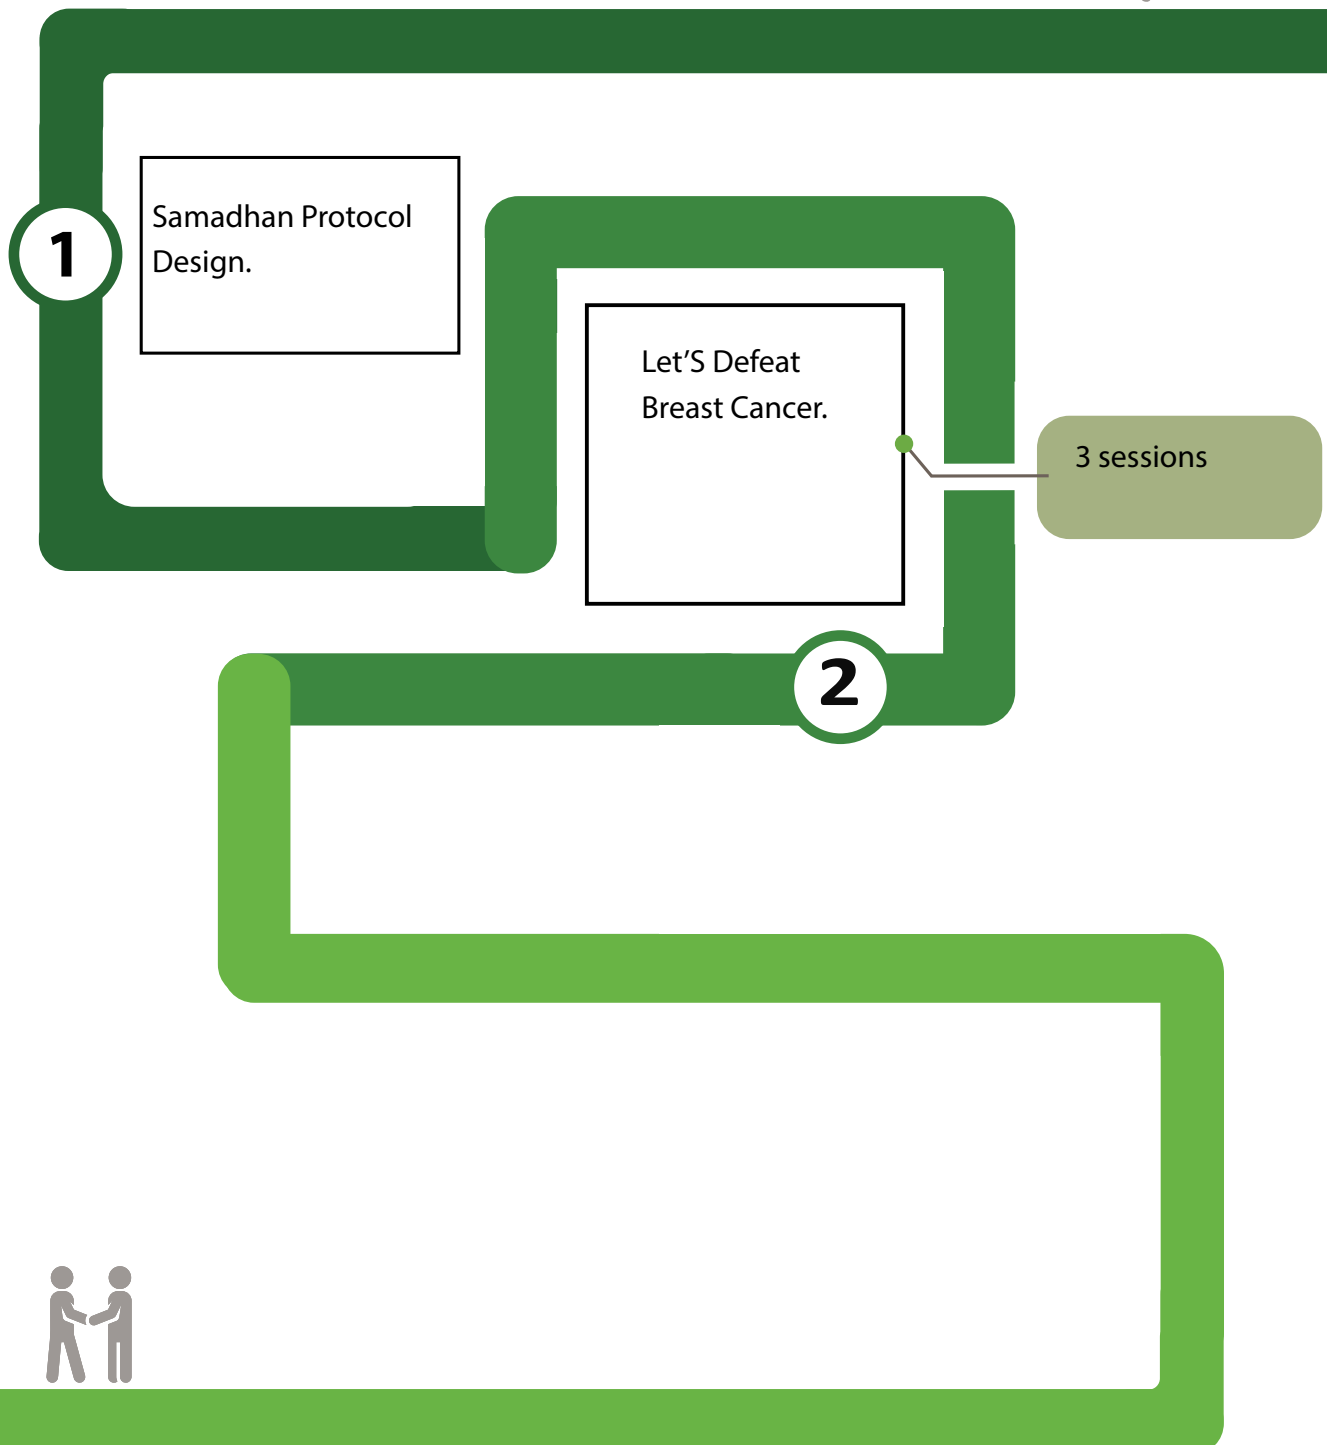 1
Samadhan Protocol
Design.
Let’S Defeat
Breast Cancer.
3 sessions
2